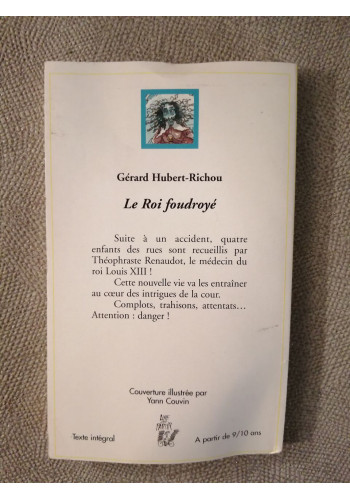 Gérard Hubert-Richou
Le Roi foudroyé
Suite à un accident, quatre
enfants des rues sont recueillis par
Théophraste Renaudot, le médecin du
roi Louis XIII !
Cette nouvelle vie va les entraîner
au cœur des intrigues de la cour.
Complots, trahisons, attentats...
Attention : danger !
Couverture illustrée par
Yann Couvin
Texte intégral
A partir de 9/10 ans